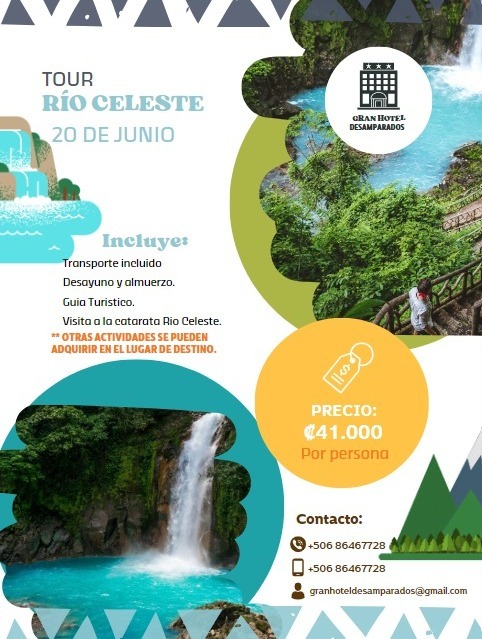 TOUR
RÍO CELESTE
20 DE JUNIO
GRAN HOTEL
DESAMPARADOS
Incluye:
Transporte incluido
Desayuno y almuerzo.
Guia Turistico.
Visita a la catarata Rio Celeste.
** OTRAS ACTIVIDADES SE PUEDEN
ADQUIRIR EN EL LUGAR DE DESTINO.
PRECIO:
₡41.000
Por persona
Contacto:
+506 86467728
+506 86467728
granhoteldesamparados@gmail.com